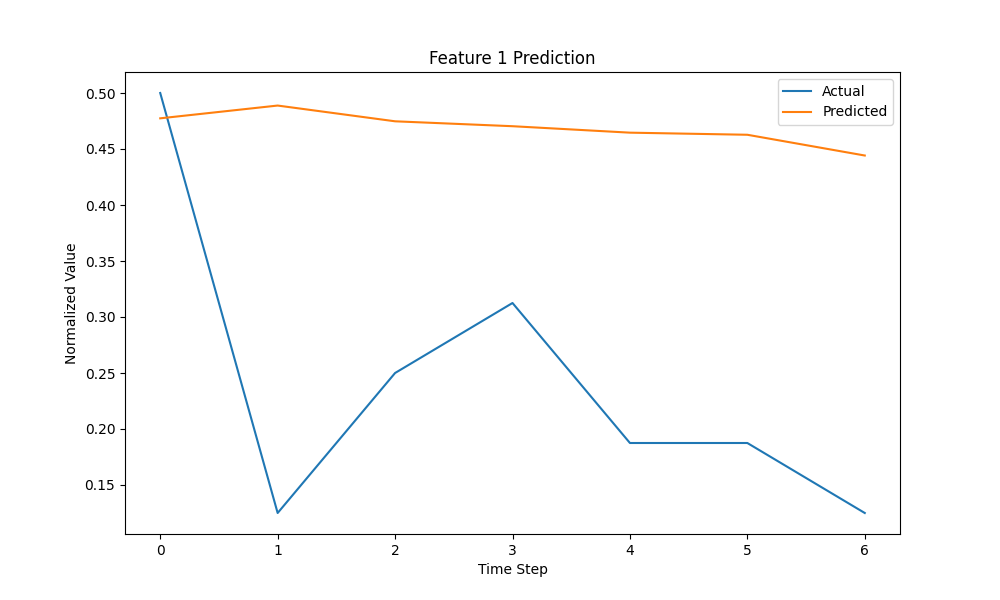 Feature 1 Prediction
Actual
Predicted
Normalized Value
0.50
0.45
0.40
0.35
0.30
0.25
0.20
0.15
0 1 2 3 4 5 6
Time Step